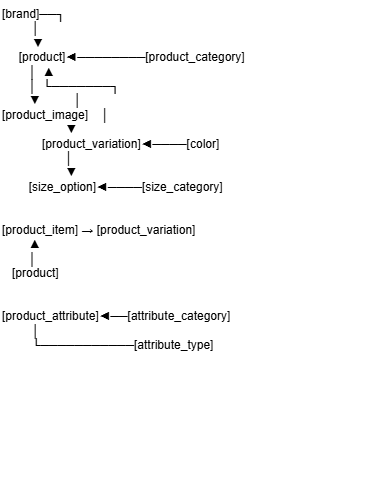 [brand]
[product] [product_category]
[product_image]
[product_variation] [color]
[size_option] [size_category]
[product_item] → [product_variation]
[product]
[product_attribute] [attribute_category]
[attribute_type]